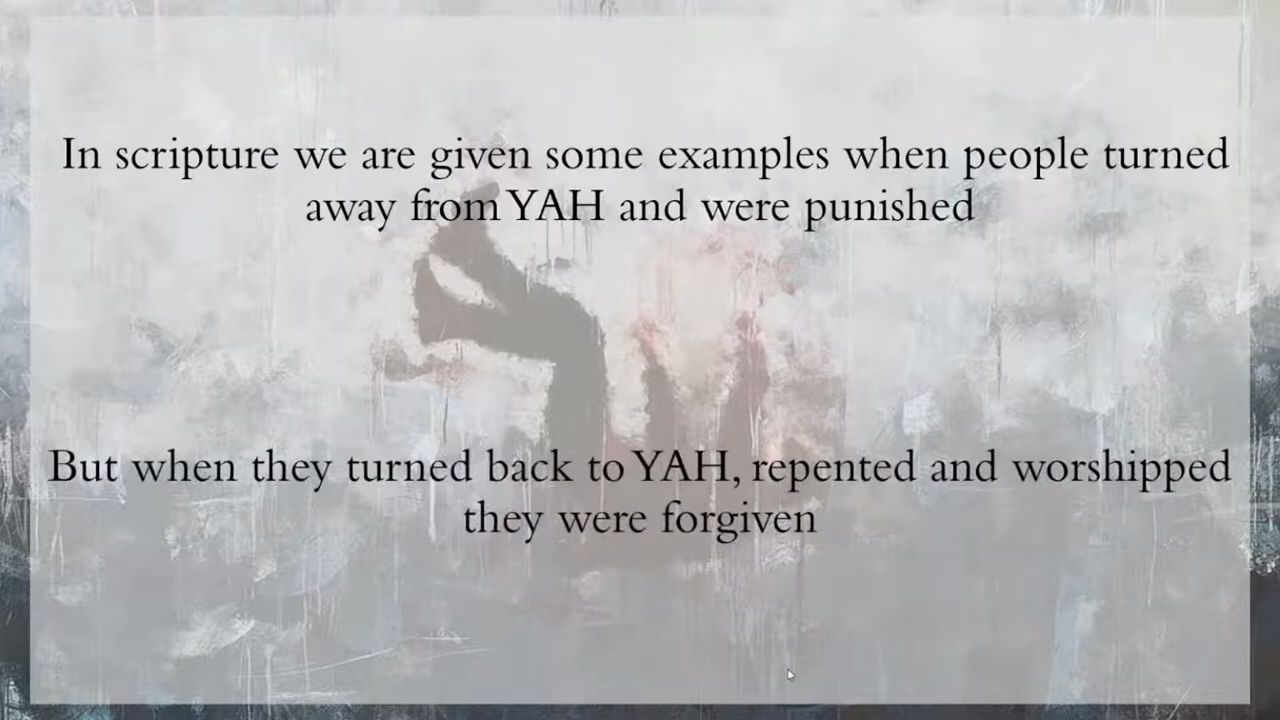 In scripture we are given some examples when people turned
away from YAH and were punished
But when they turned back to YAH, repented and worshipped
they were forgiven